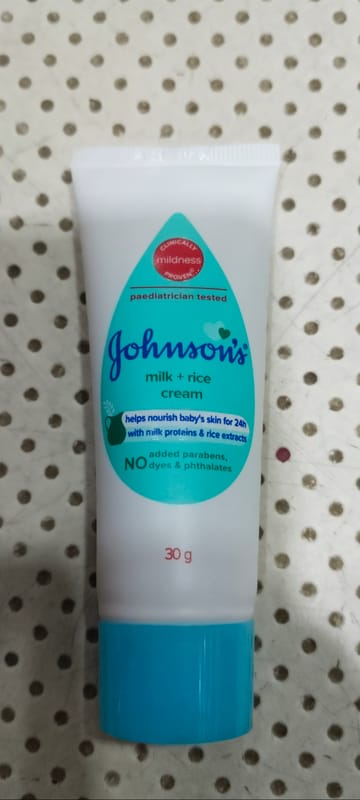 CLINICALLY
mildness
PROVEN®
paediatrician tested
Johnson's®
milk + rice
cream
helps nourish baby's skin for 24h
with milk proteins & rice extracts
NO added parabens,
dyes & phthalates
30 g